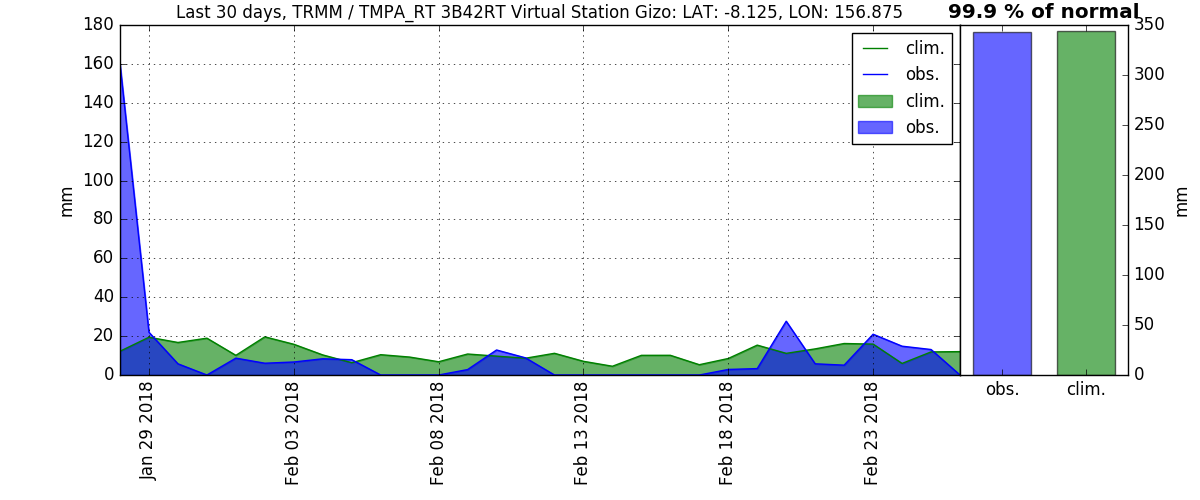 Last 30 days, TRMM / TMPA_RT 3B42RT Virtual Station Gizo: LAT: -8.125, LON: 156.875
99.9 % of normal
180
160
140
120
100
80
60
40
20
0
mm
clim.
obs.
clim.
obs.
Jan 29 2018
Feb 03 2018
Feb 08 2018
Feb 13 2018
Feb 18 2018
Feb 23 2018
350
300
250
200
150
100
50
0
mm
obs.
clim.